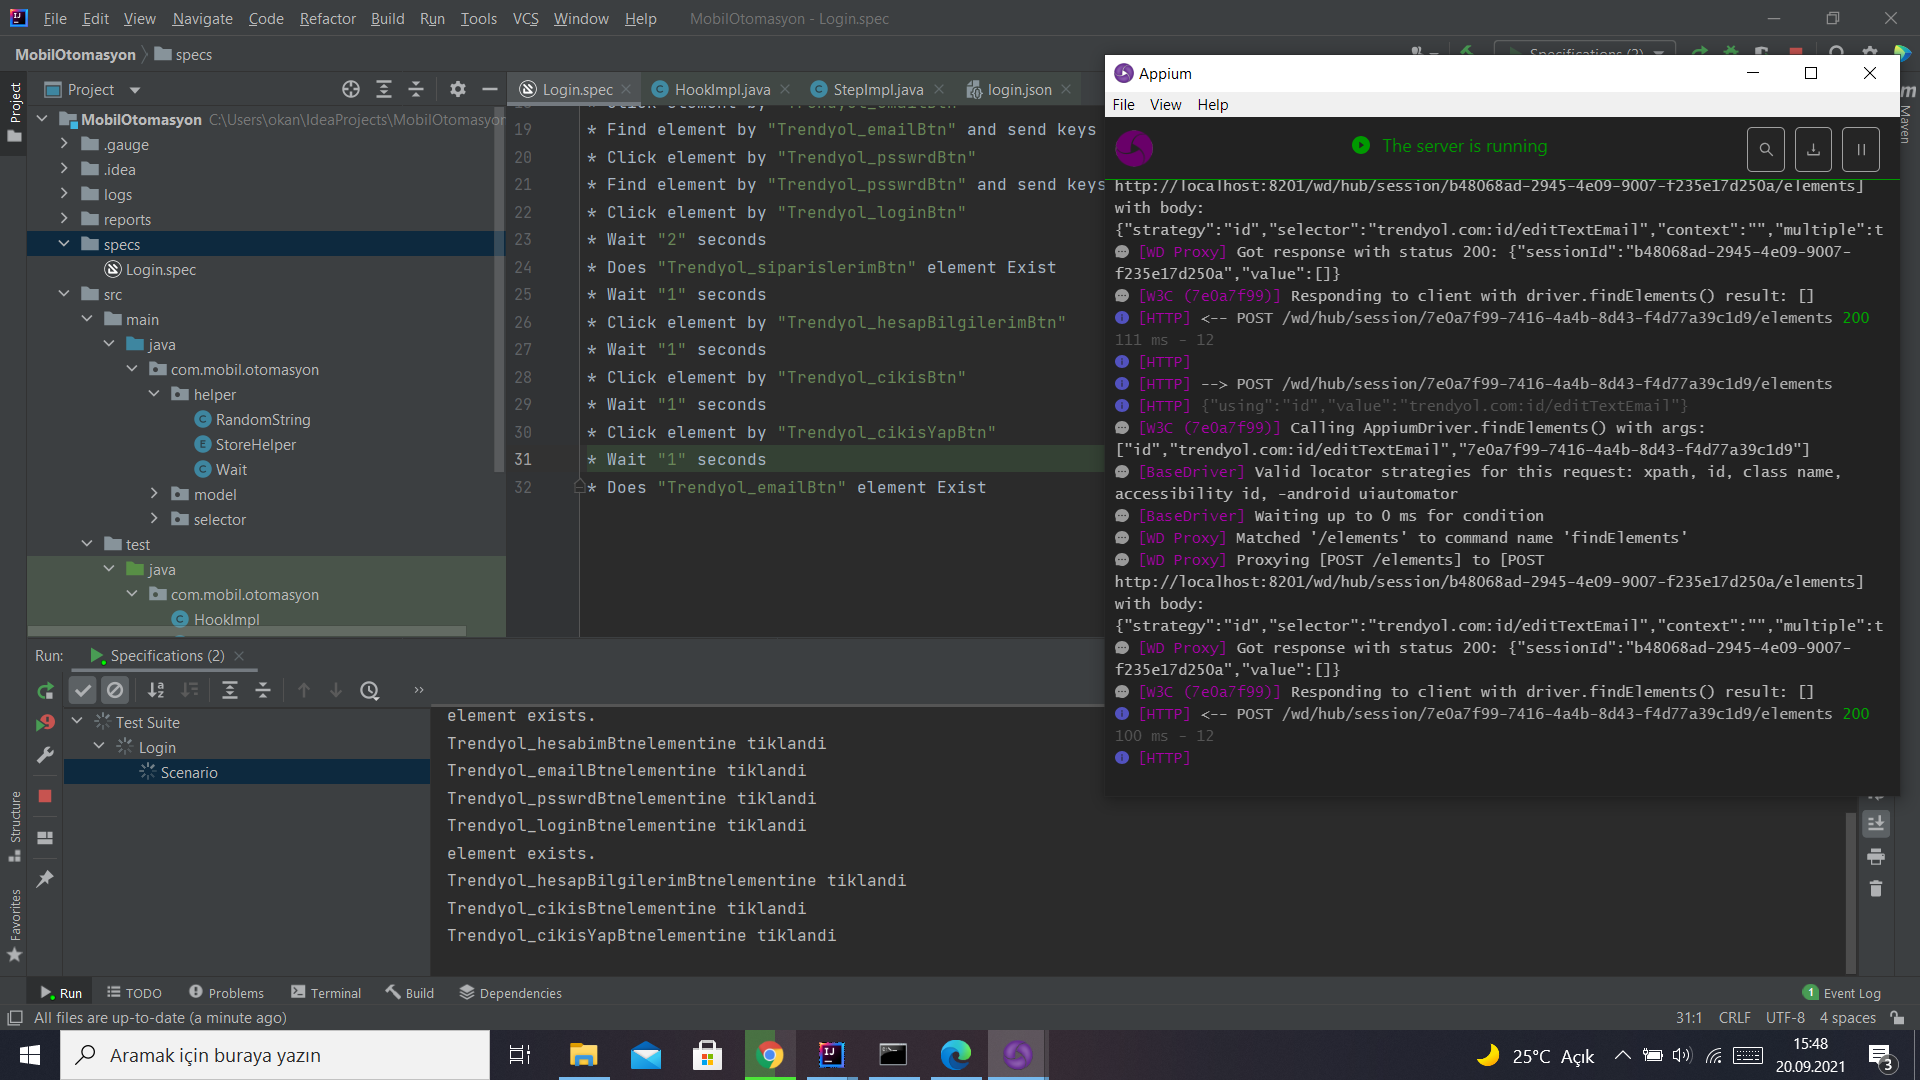 File Edit View Navigate Code Refactor Build Run Tools VCS Window Help MobilOtomasyon - Login.spec
MobilOtomasyon specs
Project
MobilOtomasyon C:\Users\okan\IdeaProjects\MobilOtomasyon
.gauge
.idea
logs
reports
specs
Login.spec
src
main
java
com.mobil.otomasyon
helper
RandomString
StoreHelper
Wait
model
selector
test
java
com.mobil.otomasyon
HookImpl
Project
Structure
Favorites
Maven
Login.spec HookImpl.java StepImpl.java login.json
19 * Find element by "Trendyol_emailBtn" and send keys
20 * Click element by "Trendyol_psswrdBtn"
21 * Find element by "Trendyol_psswrdBtn" and send keys
22 * Click element by "Trendyol_loginBtn"
23 * Wait "2" seconds
24 * Does "Trendyol_siparislerimBtn" element Exist
25 * Wait "1" seconds
26 * Click element by "Trendyol_hesapBilgilerimBtn"
27 * Wait "1" seconds
28 * Click element by "Trendyol_cikisBtn"
29 * Wait "1" seconds
30 * Click element by "Trendyol_cikisYapBtn"
31 * Wait "1" seconds
32 * Does "Trendyol_emailBtn" element Exist
Appium
File View Help
The server is running
http://localhost:8201/wd/hub/session/b48068ad-2945-4e09-9007-f235e17d250a/elements]
with body:
{"strategy":"id","selector":"trendyol.com:id/editTextEmail","context":"","multiple":t
[WD Proxy] Got response with status 200: {"sessionId":"b48068ad-2945-4e09-9007-
f235e17d250a","value":[]}
[W3C (7e0a7f99)] Responding to client with driver.findElements() result: []
[HTTP] <-- POST /wd/hub/session/7e0a7f99-7416-4a4b-8d43-f4d77a39c1d9/elements 200
111 ms - 12
[HTTP]
[HTTP] --> POST /wd/hub/session/7e0a7f99-7416-4a4b-8d43-f4d77a39c1d9/elements
[HTTP] {"using":"id","value":"trendyol.com:id/editTextEmail"}
[W3C (7e0a7f99)] Calling AppiumDriver.findElements() with args:
["id","trendyol.com:id/editTextEmail","7e0a7f99-7416-4a4b-8d43-f4d77a39c1d9"]
[BaseDriver] Valid locator strategies for this request: xpath, id, class name,
accessibility id, -android uiautomator
[BaseDriver] Waiting up to 0 ms for condition
[WD Proxy] Matched '/elements' to command name 'findElements'
[WD Proxy] Proxying [POST /elements] to [POST
http://localhost:8201/wd/hub/session/b48068ad-2945-4e09-9007-f235e17d250a/elements]
with body:
{"strategy":"id","selector":"trendyol.com:id/editTextEmail","context":"","multiple":t
[WD Proxy] Got response with status 200: {"sessionId":"b48068ad-2945-4e09-9007-
f235e17d250a","value":[]}
[W3C (7e0a7f99)] Responding to client with driver.findElements() result: []
[HTTP] <-- POST /wd/hub/session/7e0a7f99-7416-4a4b-8d43-f4d77a39c1d9/elements 200
100 ms - 12
[HTTP]
Run: Specifications (2)
Test Suite
Login
Scenario
element exists.
Trendyol_hesabimBtnelementine tiklandi
Trendyol_emailBtnelementine tiklandi
Trendyol_psswrdBtnelementine tiklandi
Trendyol_loginBtnelementine tiklandi
element exists.
Trendyol_hesapBilgilerimBtnelementine tiklandi
Trendyol_cikisBtnelementine tiklandi
Trendyol_cikisYapBtnelementine tiklandi
Run TODO Problems Terminal Build Dependencies 1 Event Log
All files are up-to-date (a minute ago) 31:1 CRLF UTF-8 4 spaces
Aramak için buraya yazın
25°C Açık
15:48
20.09.2021
3